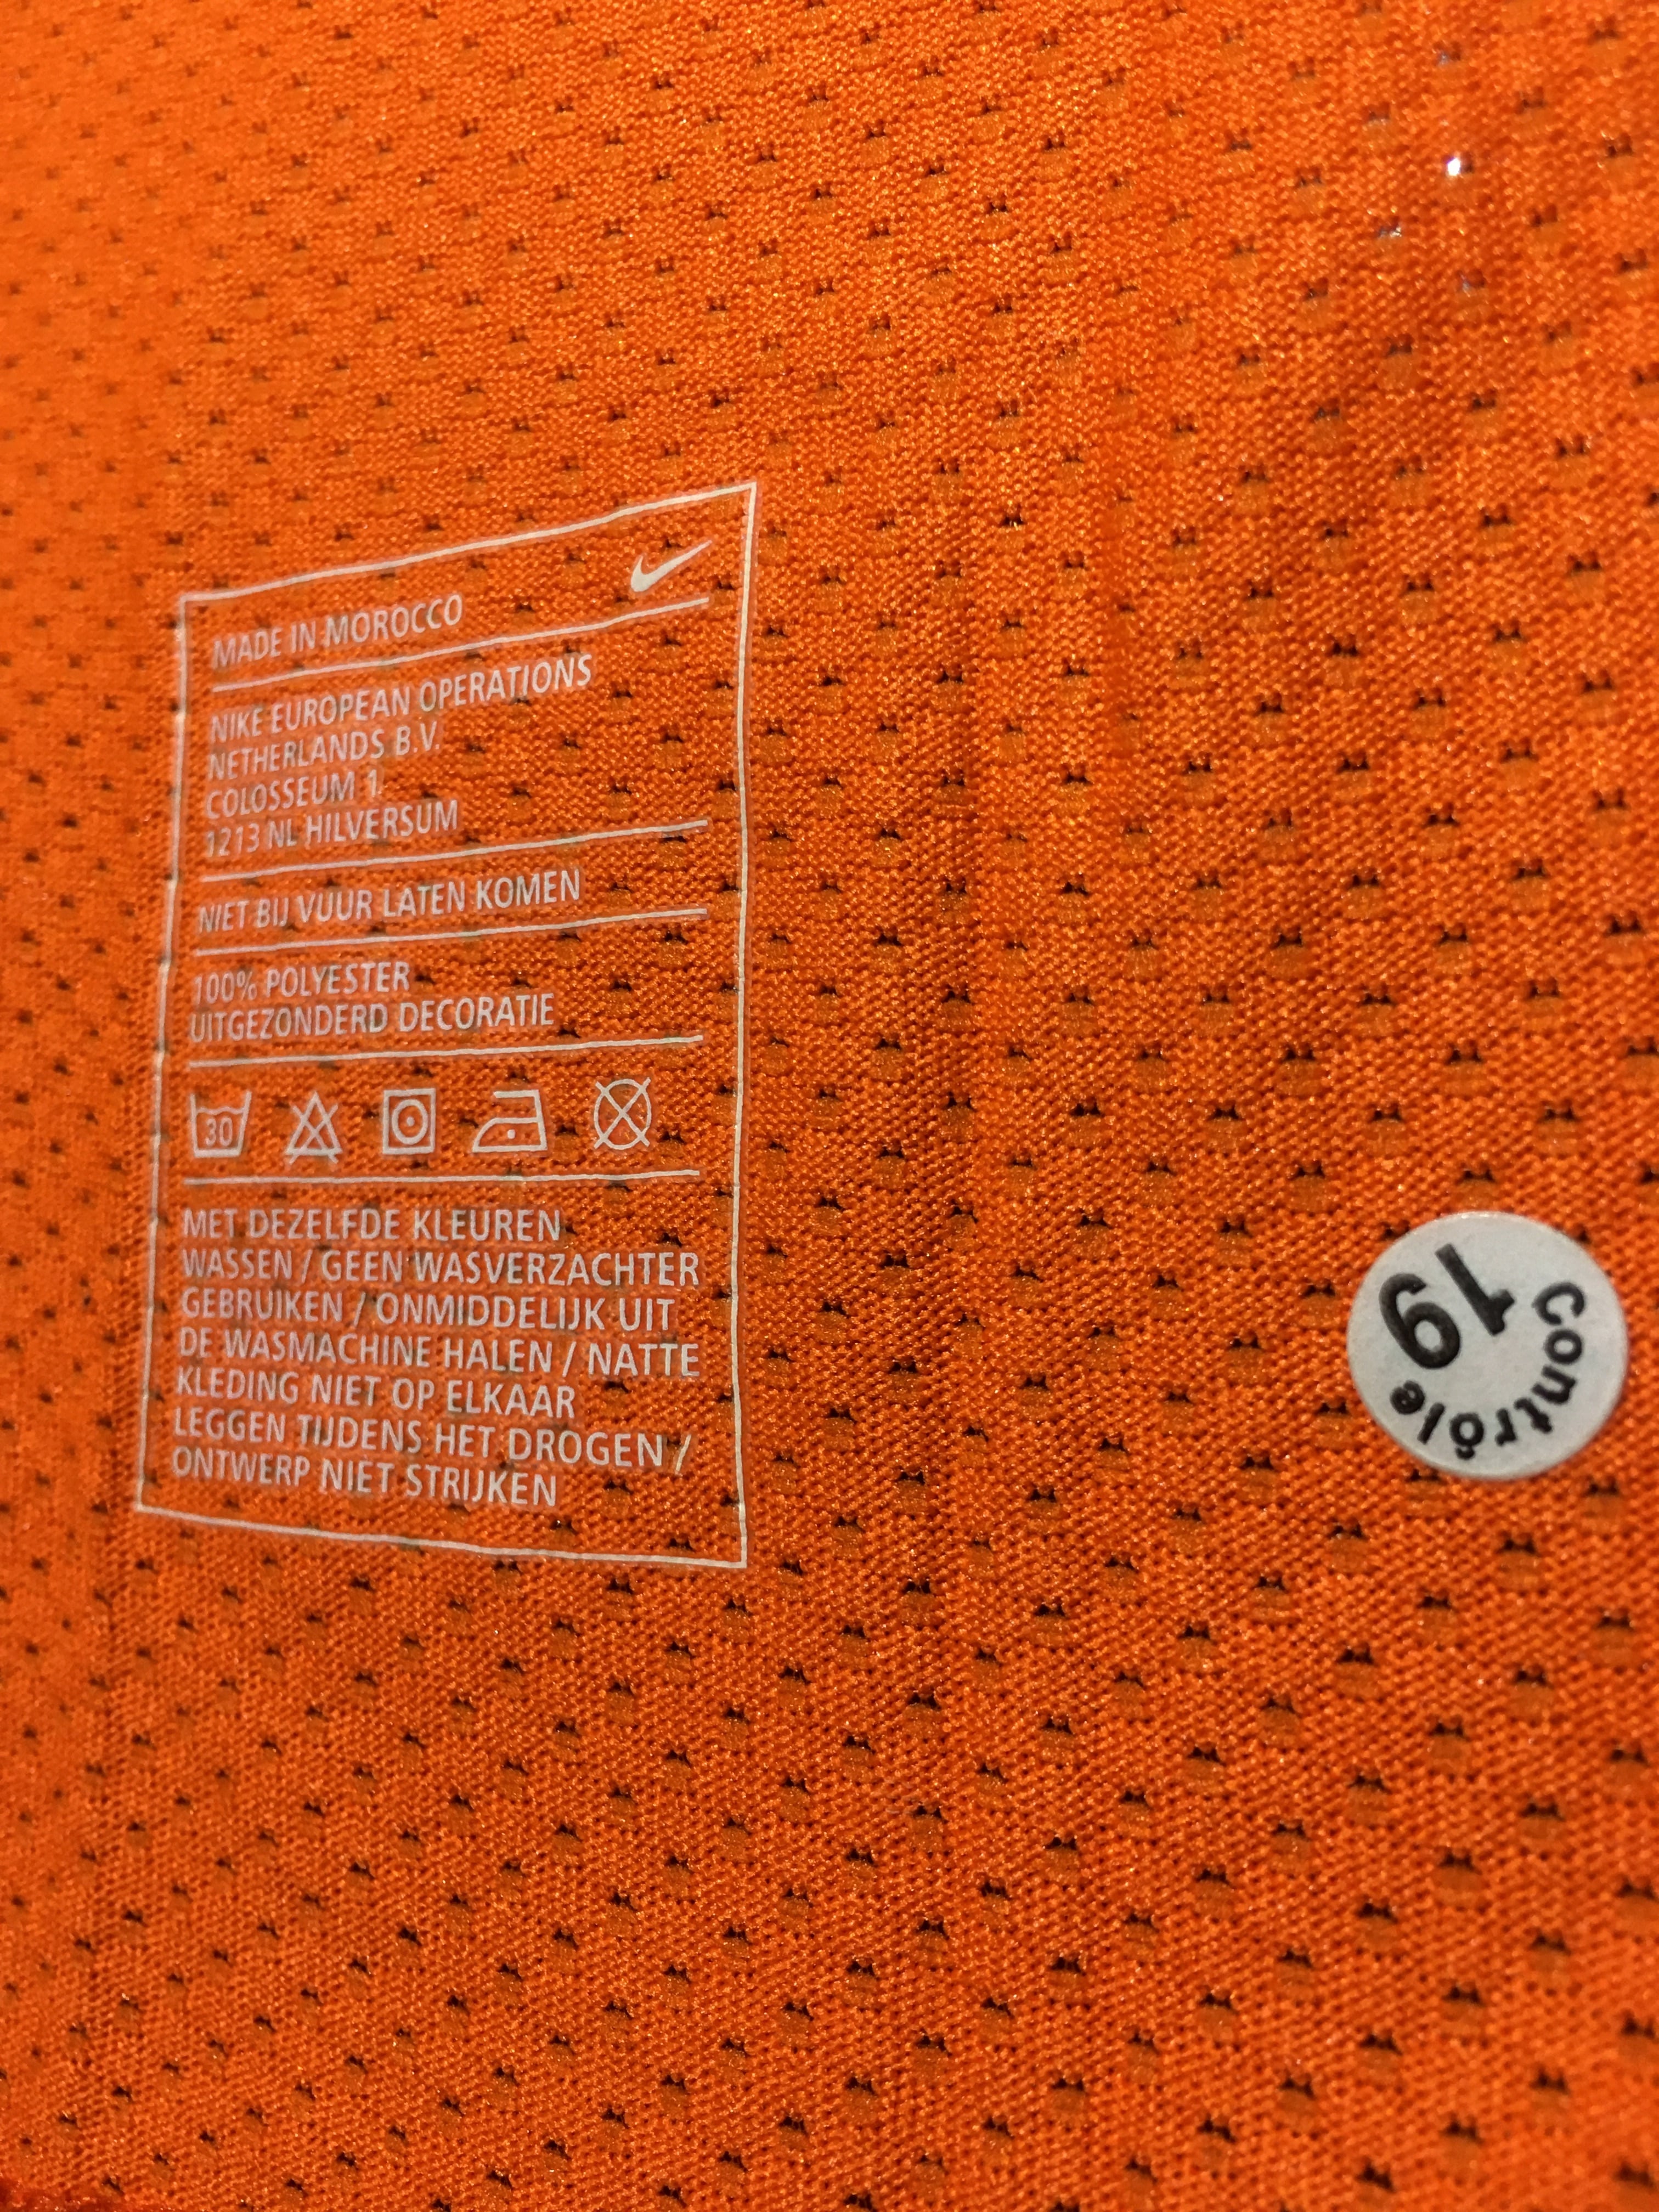 MADE IN MOROCCO
NIKE EUROPEAN OPERATIONS
NETHERLANDS B.V.
COLOSSEUM 1.
1213 NL HILVERSUM
NIET BIJ VUUR LATEN KOMEN
100% POLYESTER
UITGEZONDERD DECORATIE
30
MET DEZELFDE KLEUREN
WASSEN / GEEN WASVERZACHTER
GEBRUIKEN / ONMIDDELIJK UIT
DE WASMACHINE HALEN / NATTE
KLEDING NIET OP ELKAAR
LEGGEN TIJDENS HET DROGEN /
ONTWERP NIET STRIJKEN
19
Contrôle